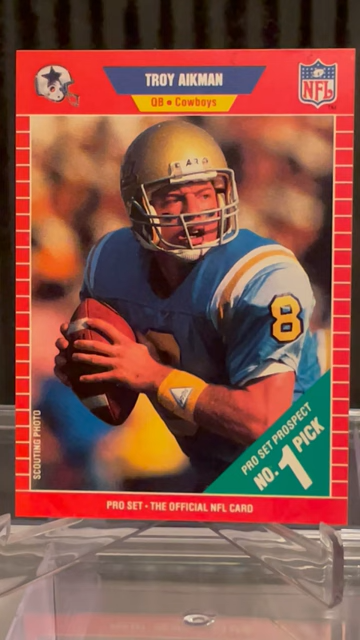 TROY AIKMAN
QB • Cowboys
NFL
8
SCOUTING PHOTO
PRO SET PROSPECT
NO. 1 PICK
PRO SET - THE OFFICIAL NFL CARD